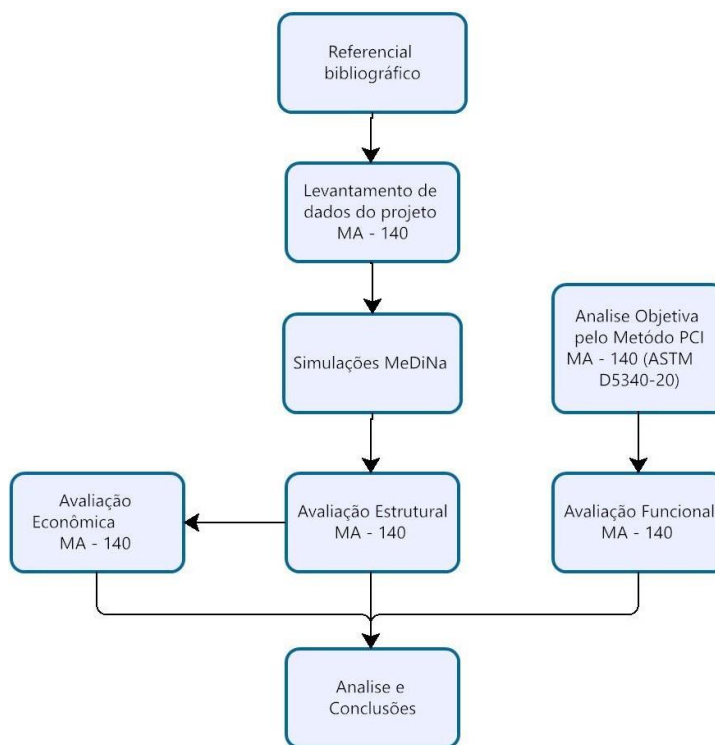 Referencial
bibliográfico
Levantamento de
dados do projeto
MA - 140
Simulações MeDiNa
Analise Objetiva
pelo Metódo PCI
MA - 140 (ASTM
D5340-20)
Avaliação
Econômica
MA - 140
Avaliação Estrutural
MA - 140
Avaliação Funcional
MA - 140
Analise e
Conclusões